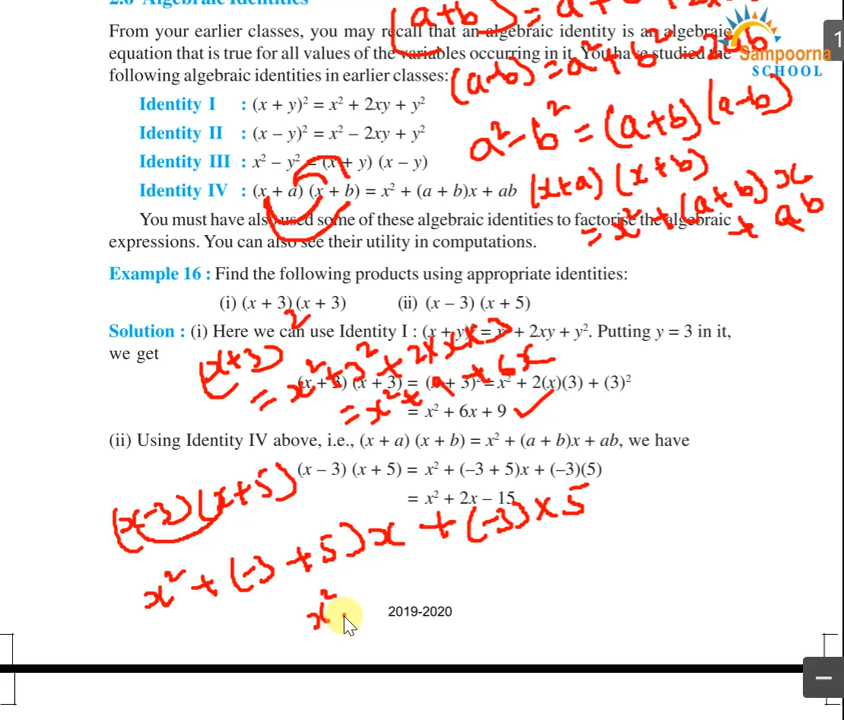 2.6 Algebraic Identities
(a+b) = a
From your earlier classes, you may recall that an algebraic identity is an algebraic
equation that is true for all values of the variables occurring in it. You have studied the
following algebraic identities in earlier classes:
Sampoorna
SCHOOL
1
(a-b) = a² + b² - 2ab
Identity I : (x + y)² = x² + 2xy + y²
Identity II : (x – y)² = x² – 2xy + y²
a² - b² = (a+b) (a-b)
Identity III : x² – y² = (x + y) (x – y)
Identity IV : (x + a) (x + b) = x² + (a + b)x + ab
(x+a) (x+b)
= x² + (a+b) x
+ ab
You must have also used some of these algebraic identities to factorise the algebraic
expressions. You can also see their utility in computations.
Example 16 : Find the following products using appropriate identities:
(i) (x + 3) (x + 3) (ii) (x – 3) (x + 5)
Solution : (i) Here we can use Identity I : (x + y)² = x² + 2xy + y². Putting y = 3 in it,
we get
(x+3)²
= x² + 3² + 2×x×3
(x + 3) (x + 3) = (x + 3)² = x² + 2(x)(3) + (3)²
= x² + 9 + 6x
= x² + 6x + 9
(ii) Using Identity IV above, i.e., (x + a) (x + b) = x² + (a + b)x + ab, we have
(x – 3) (x + 5) = x² + (–3 + 5)x + (–3)(5)
= x² + 2x – 15
(x-3) (x+5)
x² + (-3 + 5) x + (-3) × 5
x²
2019-2020